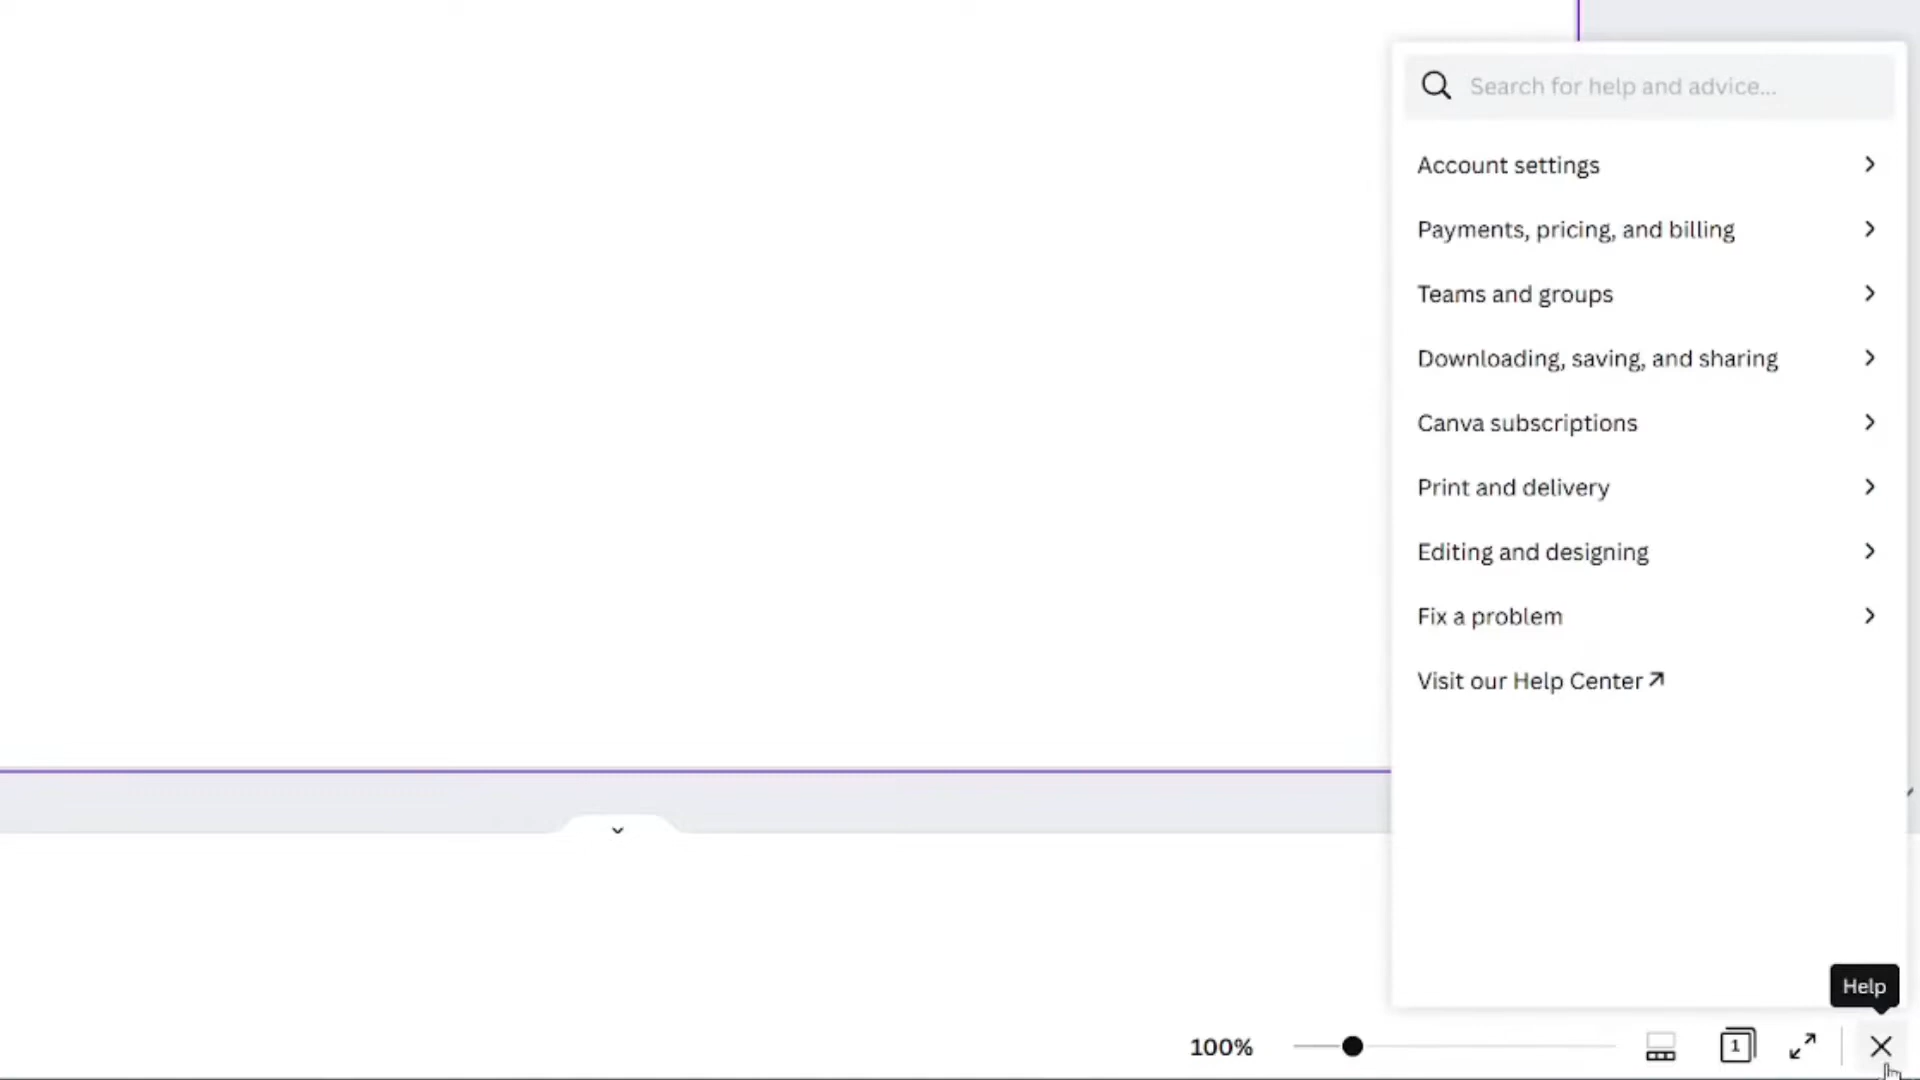 Search for help and advice...
Account settings
Payments, pricing, and billing
Teams and groups
Downloading, saving, and sharing
Canva subscriptions
Print and delivery
Editing and designing
Fix a problem
Visit our Help Center
Help
100%
1